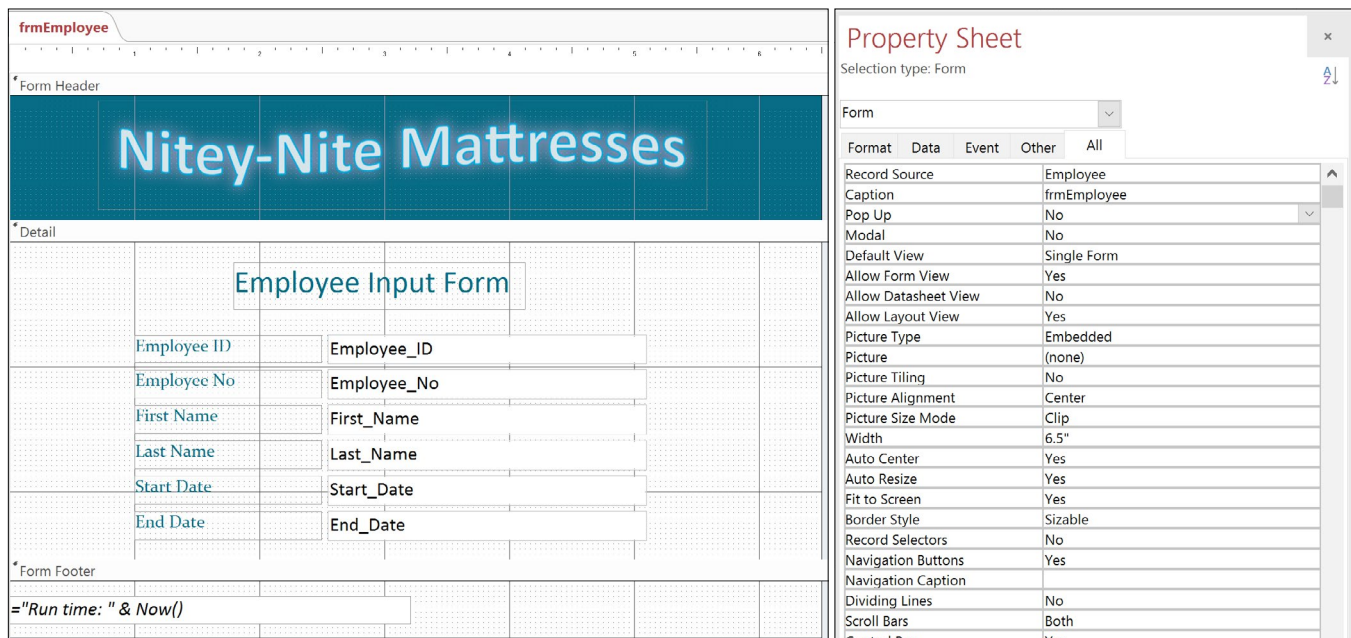 frmEmployee
1 2 3 4 5 6
Form Header
Nitey-Nite Mattresses
Detail
Employee Input Form
Employee ID Employee_ID
Employee No Employee_No
First Name First_Name
Last Name Last_Name
Start Date Start_Date
End Date End_Date
Form Footer
="Run time: " & Now()
Property Sheet
Selection type: Form
Form
Format Data Event Other All
Record Source Employee
Caption frmEmployee
Pop Up No
Modal No
Default View Single Form
Allow Form View Yes
Allow Datasheet View No
Allow Layout View Yes
Picture Type Embedded
Picture (none)
Picture Tiling No
Picture Alignment Center
Picture Size Mode Clip
Width 6.5"
Auto Center Yes
Auto Resize Yes
Fit to Screen Yes
Border Style Sizable
Record Selectors No
Navigation Buttons Yes
Navigation Caption
Dividing Lines No
Scroll Bars Both